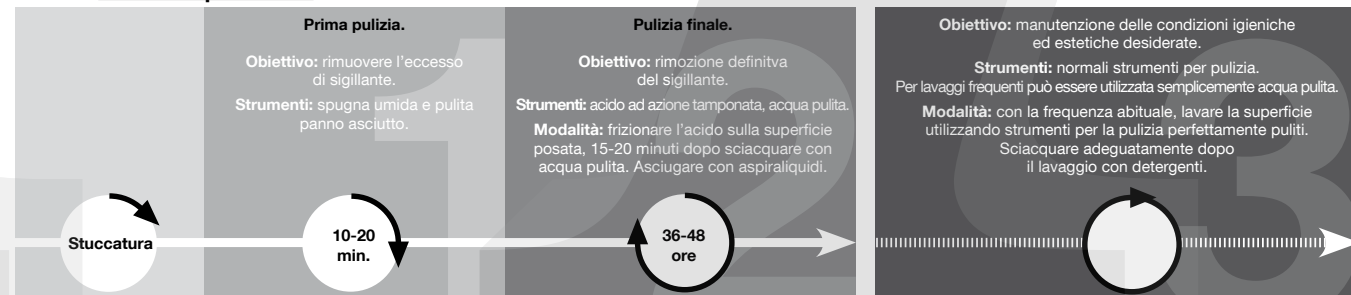 Prima pulizia.
Obiettivo: rimuovere l'eccesso
di sigillante.
Strumenti: spugna umida e pulita
panno asciutto.
Pulizia finale.
Obiettivo: rimozione definitva
del sigillante.
Strumenti: acido ad azione tamponata, acqua pulita.
Modalità: frizionare l'acido sulla superficie
posata, 15-20 minuti dopo sciacquare con
acqua pulita. Asciugare con aspiraliquidi.
Obiettivo: manutenzione delle condizioni igieniche
ed estetiche desiderate.
Strumenti: normali strumenti per pulizia.
Per lavaggi frequenti può essere utilizzata semplicemente acqua pulita.
Modalità: con la frequenza abituale, lavare la superficie
utilizzando strumenti per la pulizia perfettamente puliti.
Sciacquare adeguatamente dopo
il lavaggio con detergenti.
Stuccatura
10-20
min.
36-48
ore
1
2
3